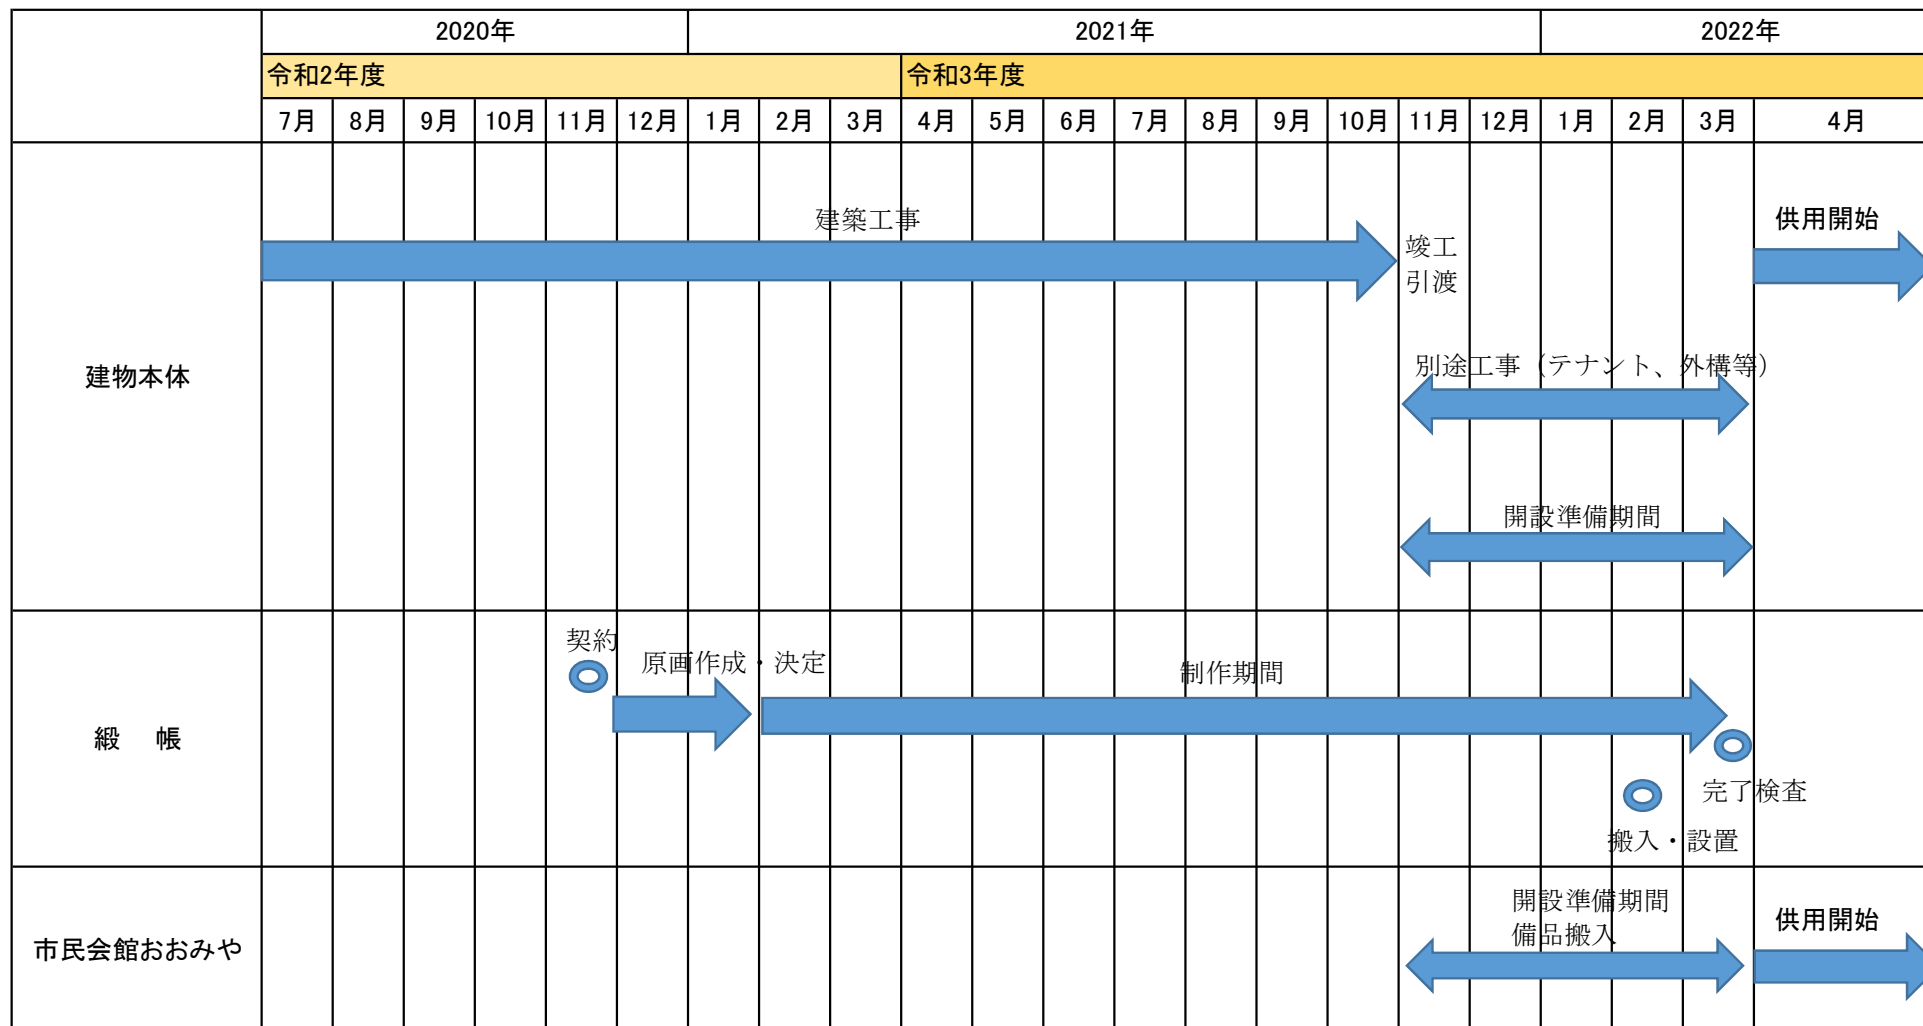 2020年 2021年 2022年
令和2年度 令和3年度
7月 8月 9月 10月 11月 12月 1月 2月 3月 4月 5月 6月 7月 8月 9月 10月 11月 12月 1月 2月 3月 4月
建物本体
建築工事
竣工
引渡
供用開始
別途工事（テナント、外構等）
開設準備期間
緞　帳
契約
原画作成・決定
制作期間
完了検査
搬入・設置
市民会館おおみや
開設準備期間
備品搬入
供用開始